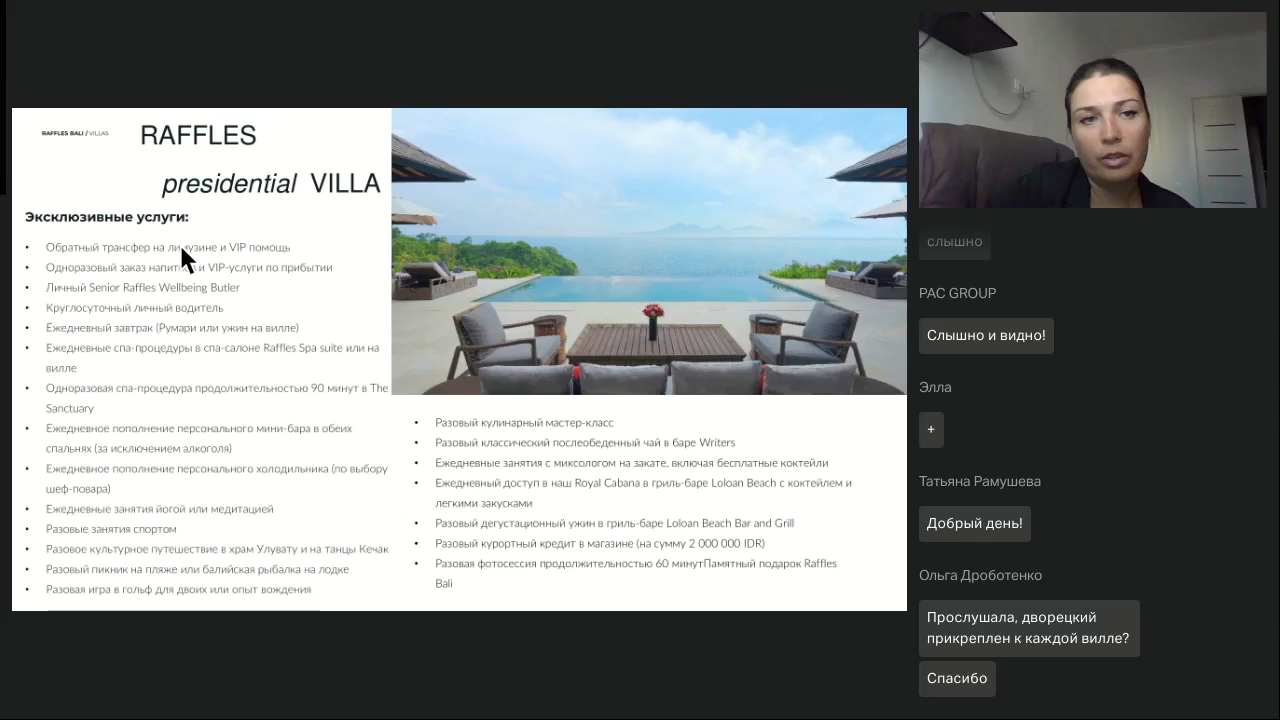 RAFFLES BALI / VILLAS
RAFFLES
presidential VILLA
Эксклюзивные услуги:
• Обратный трансфер на лимузине и VIP помощь
• Одноразовый заказ напитков и VIP-услуги по прибытии
• Личный Senior Raffles Wellbeing Butler
• Круглосуточный личный водитель
• Ежедневный завтрак (Румари или ужин на вилле)
• Ежедневные спа-процедуры в спа-салоне Raffles Spa suite или на
вилле
• Одноразовая спа-процедура продолжительностью 90 минут в The
Sanctuary
• Ежедневное пополнение персонального мини-бара в обеих
спальнях (за исключением алкоголя)
• Ежедневное пополнение персонального холодильника (по выбору
шеф-повара)
• Ежедневные занятия йогой или медитацией
• Разовые занятия спортом
• Разовое культурное путешествие в храм Улувату и на танцы Кечак
• Разовый пикник на пляже или балийская рыбалка на лодке
• Разовая игра в гольф для двоих или опыт вождения
• Разовый кулинарный мастер-класс
• Разовый классический послеобеденный чай в баре Writers
• Ежедневные занятия с миксологом на закате, включая бесплатные коктейли
• Ежедневный доступ в наш Royal Cabana в гриль-баре Loloan Beach с коктейлем и
легкими закусками
• Разовый дегустационный ужин в гриль-баре Loloan Beach Bar and Grill
• Разовый курортный кредит в магазине (на сумму 2 000 000 IDR)
• Разовая фотосессия продолжительностью 60 минутПамятный подарок Raffles
Bali
слышно
PAC GROUP
Слышно и видно!
Элла
+
Татьяна Рамушева
Добрый день!
Ольга Дроботенко
Прослушала, дворецкий
прикреплен к каждой вилле?
Спасибо